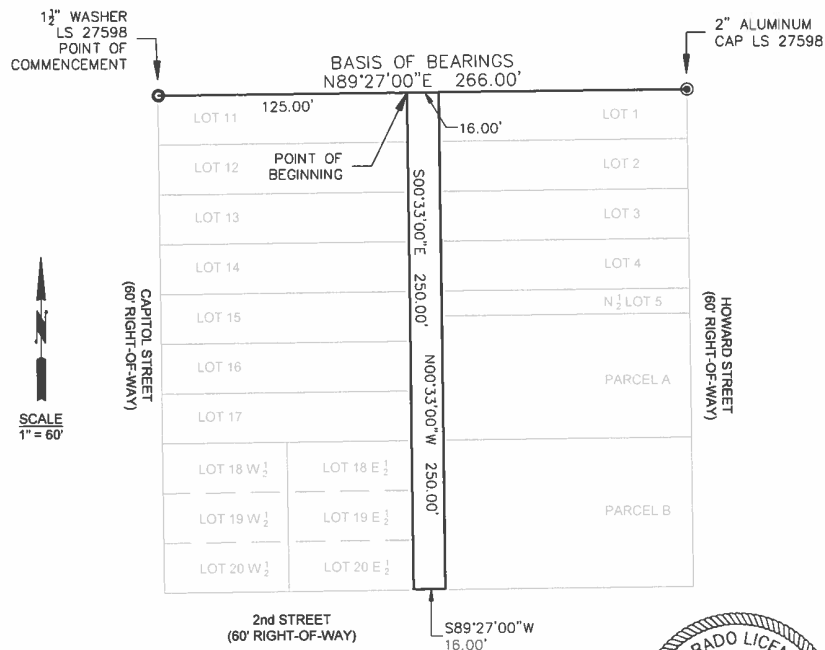 1½" WASHER
LS 27598
POINT OF
COMMENCEMENT
2" ALUMINUM
CAP LS 27598
BASIS OF BEARINGS
N89°27'00"E 266.00'
125.00'
16.00'
POINT OF
BEGINNING
LOT 11
LOT 12
LOT 13
LOT 14
LOT 15
LOT 16
LOT 17
LOT 18 W½
LOT 18 E½
LOT 19 W½
LOT 19 E½
LOT 20 W½
LOT 20 E½
S00°33'00"E 250.00'
N00°33'00"W 250.00'
LOT 1
LOT 2
LOT 3
LOT 4
N½ LOT 5
PARCEL A
PARCEL B
CAPITOL STREET
(60' RIGHT-OF-WAY)
HOWARD STREET
(60' RIGHT-OF-WAY)
N
SCALE
1" = 60'
2nd STREET
(60' RIGHT-OF-WAY)
S89°27'00"W
16.00'